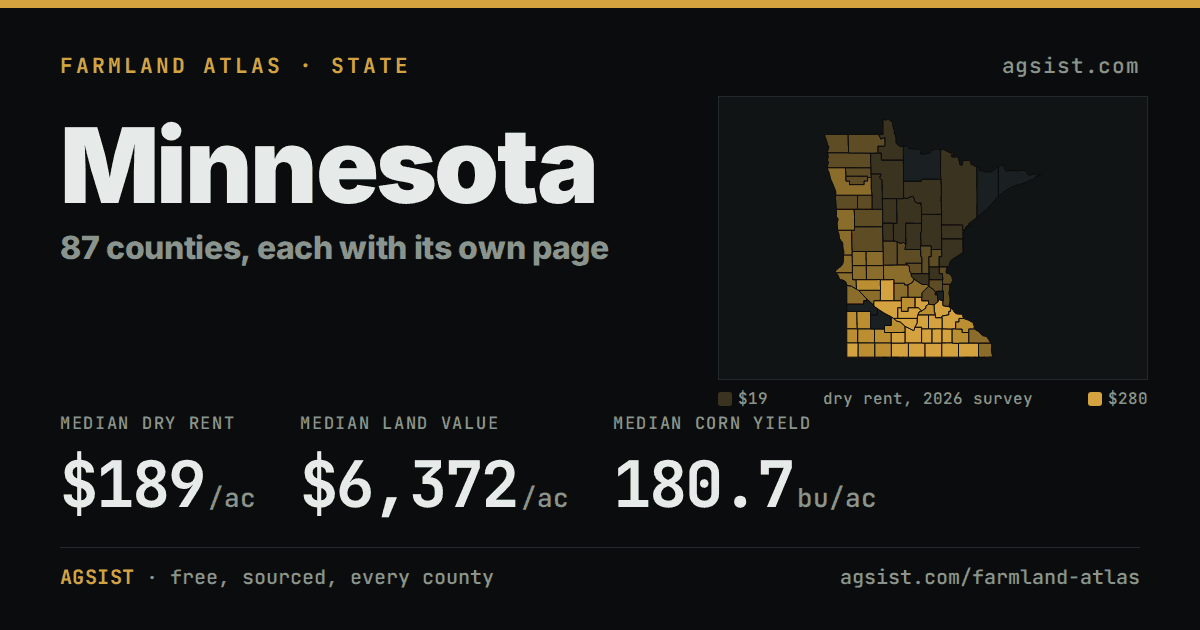 FARMLAND ATLAS · STATE
agsist.com
Minnesota
87 counties, each with its own page
$19 dry rent, 2026 survey $280
MEDIAN DRY RENT MEDIAN LAND VALUE MEDIAN CORN YIELD
$189/ac $6,372/ac 180.7 bu/ac
AGSIST · free, sourced, every county
agsist.com/farmland-atlas